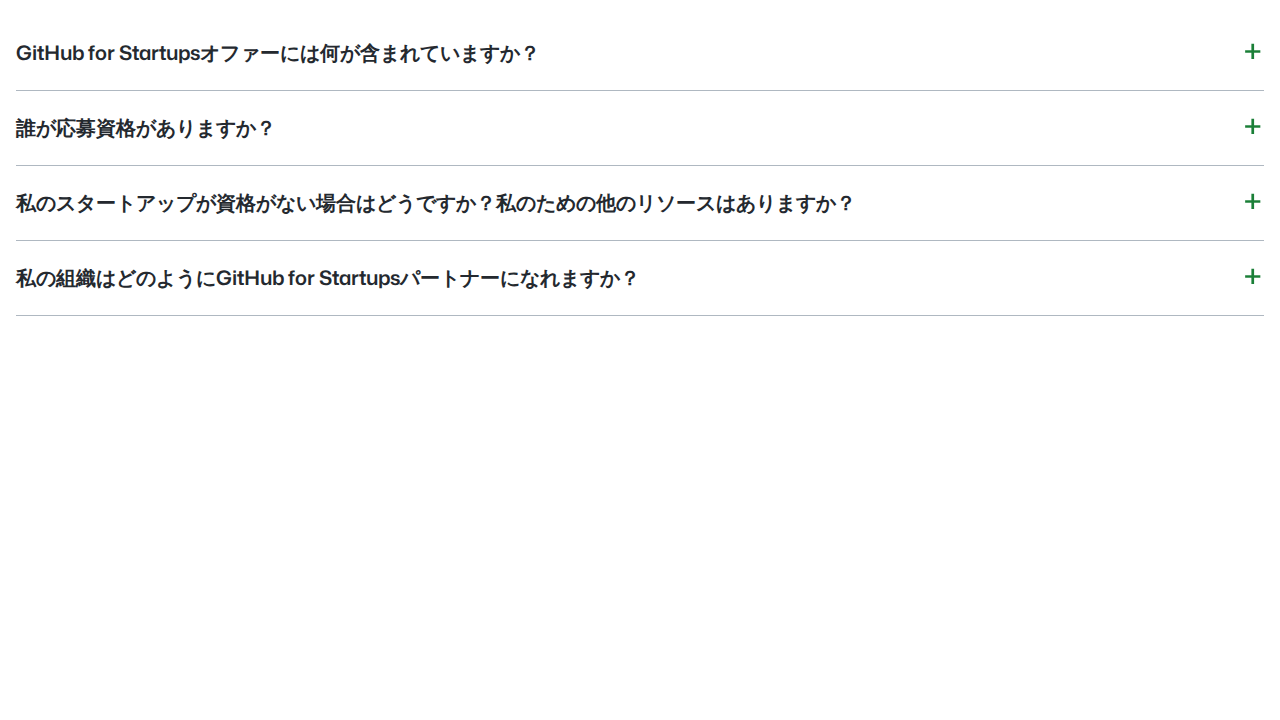 GitHub for Startupsオファーには何が含まれていますか？
誰が応募資格がありますか？
私のスタートアップが資格がない場合はどうですか？私のための他のリソースはありますか？
私の組織はどのようにGitHub for Startupsパートナーになれますか？